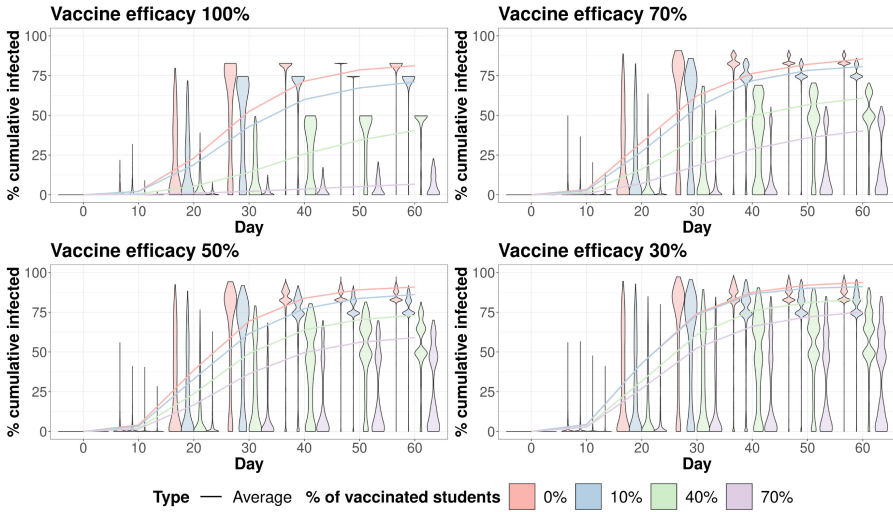 Vaccine efficacy 100%
% cumulative infected
100
75
50
25
0
0 10 20 30 40 50 60
Day
Vaccine efficacy 70%
% cumulative infected
100
75
50
25
0
0 10 20 30 40 50 60
Day
Vaccine efficacy 50%
% cumulative infected
100
75
50
25
0
0 10 20 30 40 50 60
Day
Vaccine efficacy 30%
% cumulative infected
100
75
50
25
0
0 10 20 30 40 50 60
Day
Type Average % of vaccinated students 0% 10% 40% 70%